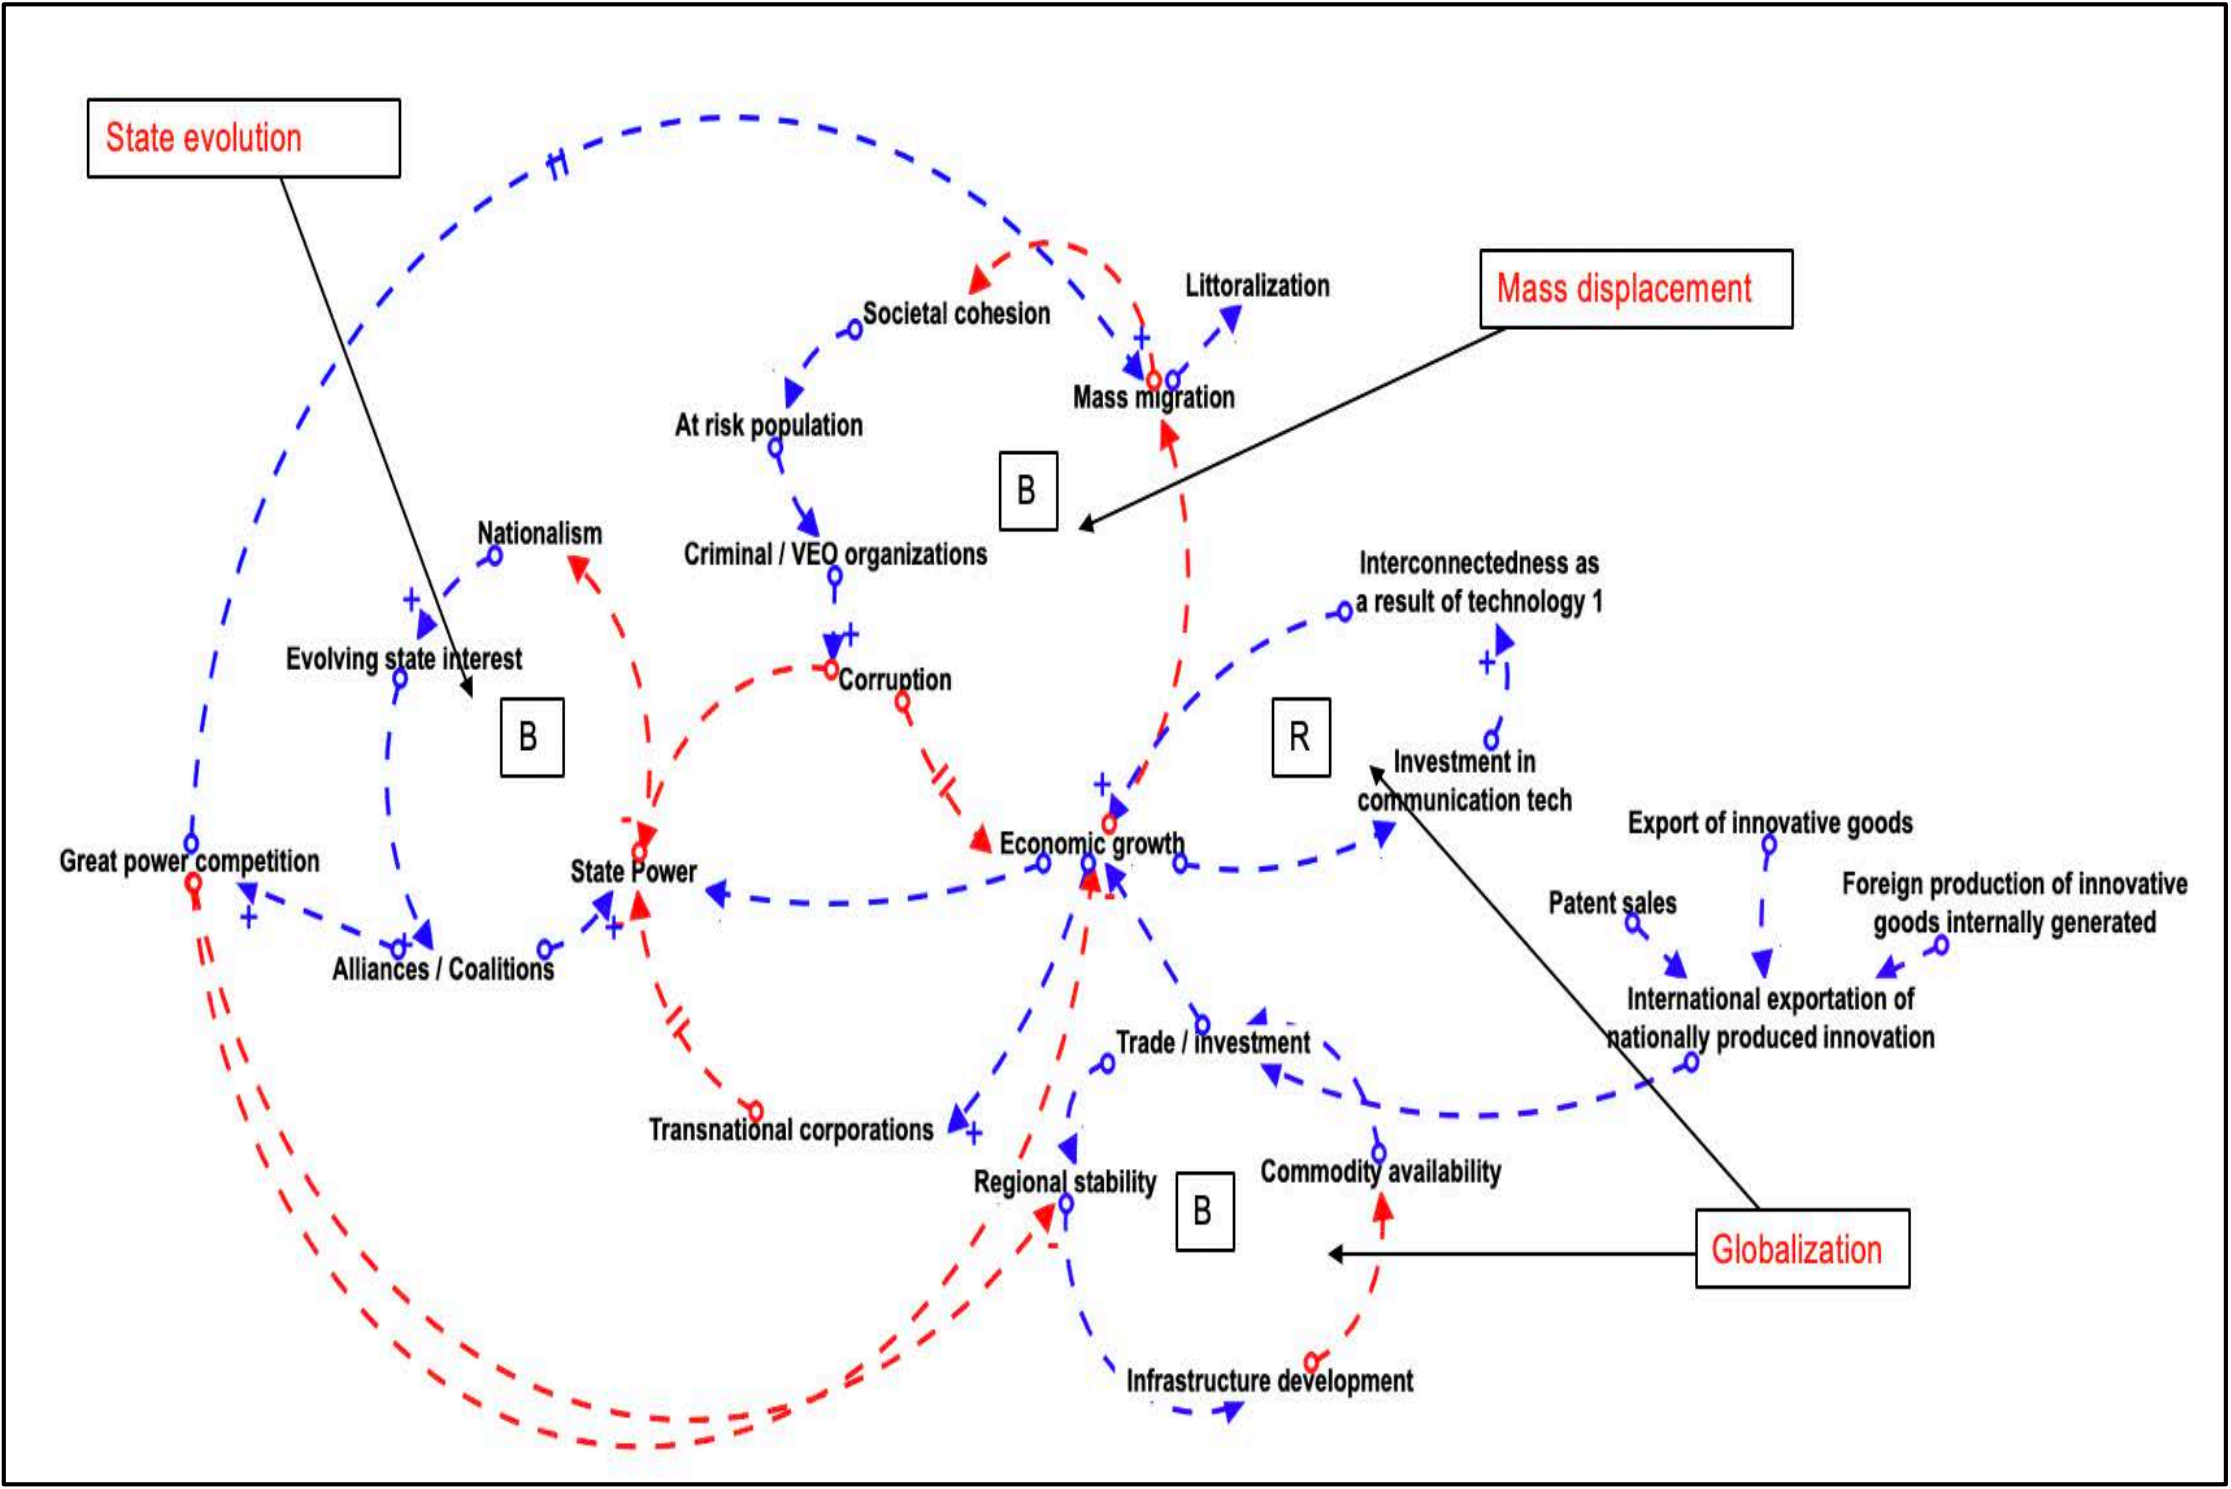 State evolution
Littoralization
Mass displacement
Societal cohesion
+
Mass migration
At risk population
B
Nationalism
Criminal / VEO organizations
Interconnectedness as
a result of technology 1
+
+
Evolving state interest
+
Corruption
B
R
Investment in
communication tech
+
-
Export of innovative goods
Economic growth
Great power competition
State Power
Foreign production of innovative
goods internally generated
Patent sales
-
+
+
-
+
Alliances / Coalitions
International exportation of
nationally produced innovation
Trade / investment
Transnational corporations
+
Regional stability
Commodity availability
B
-
Globalization
Infrastructure development